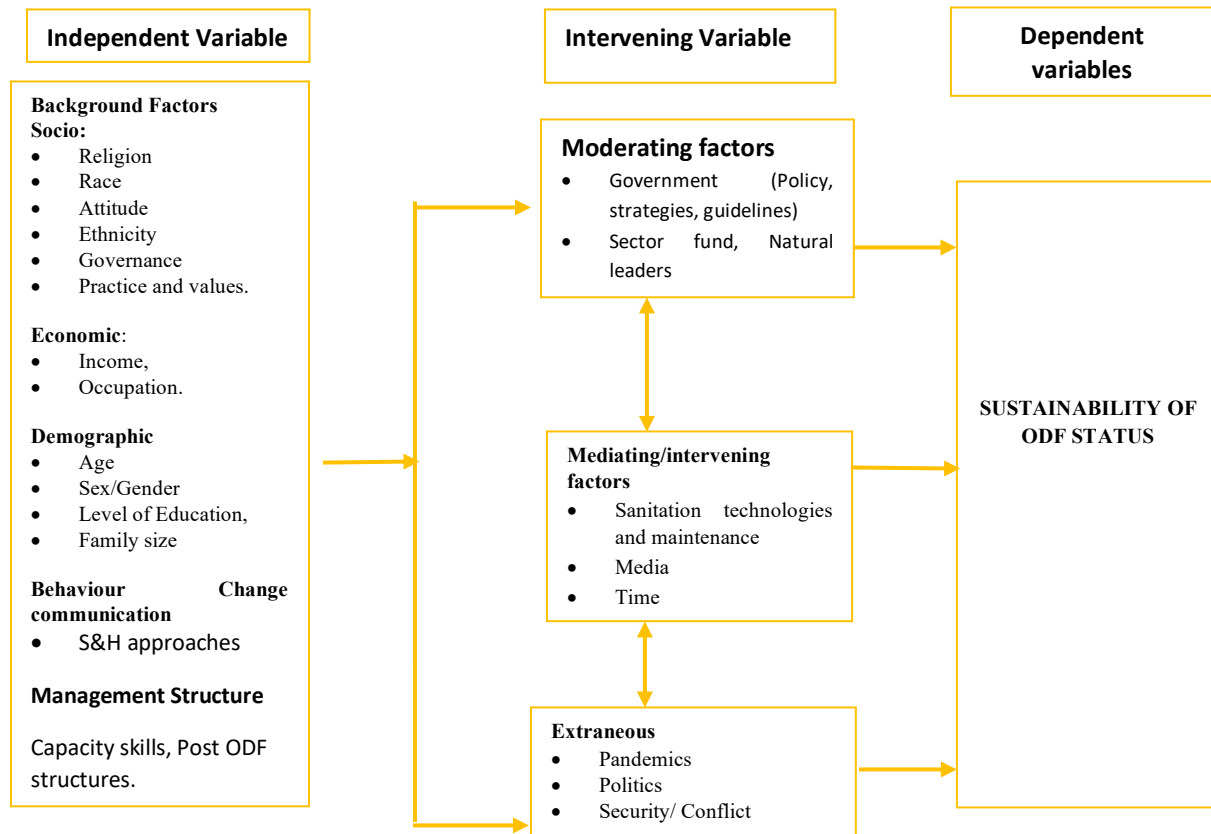 Independent Variable
Background Factors
Socio:
• Religion
• Race
• Attitude
• Ethnicity
• Governance
• Practice and values.
Economic:
• Income,
• Occupation.
Demographic
• Age
• Sex/Gender
• Level of Education,
• Family size
Behaviour Change
communication
• S&H approaches
Management Structure
Capacity skills, Post ODF
structures.
Intervening Variable
Moderating factors
• Government (Policy,
strategies, guidelines)
• Sector fund, Natural
leaders
Mediating/intervening
factors
• Sanitation technologies
and maintenance
• Media
• Time
Extraneous
• Pandemics
• Politics
• Security/ Conflict
Dependent
variables
SUSTAINABILITY OF
ODF STATUS